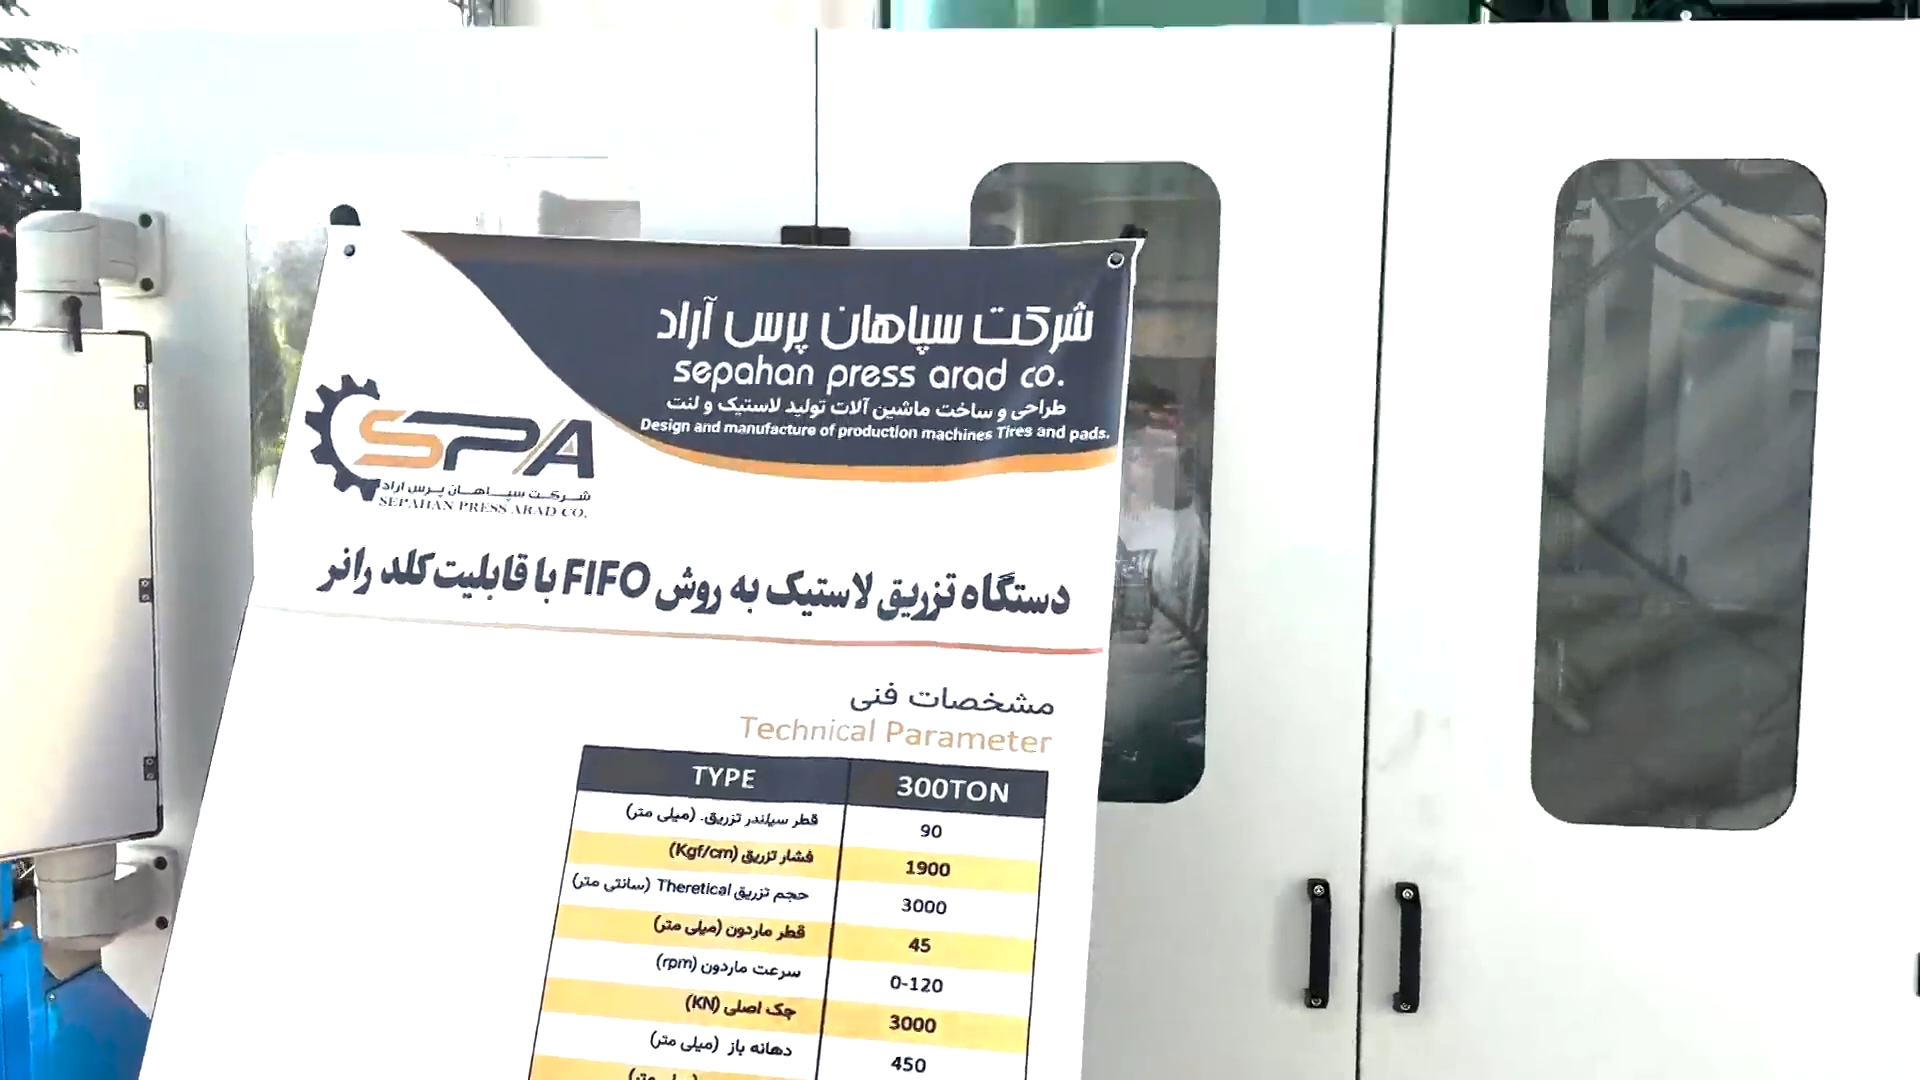 شرکت سپاهان پرس آراد
sepahan press arad co.
طراحی و ساخت ماشین آلات تولید لاستیک و لنت
Design and manufacture of production machines Tires and pads.
SPA
شرکت سپاهان پرس آراد
SEPAHAN PRESS ARAD CO.
دستگاه تزریق لاستیک به روش FIFO با قابلیت کلد رانر
مشخصات فنی
Technical Parameter
TYPE 300TON
قطر سیلندر تزریق. (میلی متر) 90
فشار تزریق (Kgf/cm) 1900
حجم تزریق Theretical (سانتی متر) 3000
قطر ماردون (میلی متر) 45
سرعت ماردون (rpm) 0-120
جک اصلی (KN) 3000
دهانه باز (میلی متر) 450